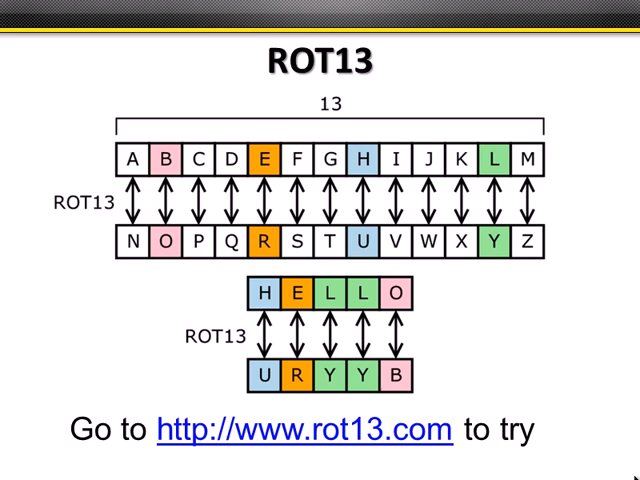 ROT13
13
A B C D E F G H I J K L M
ROT13
N O P Q R S T U V W X Y Z
H E L L O
ROT13
U R Y Y B
Go to http://www.rot13.com to try